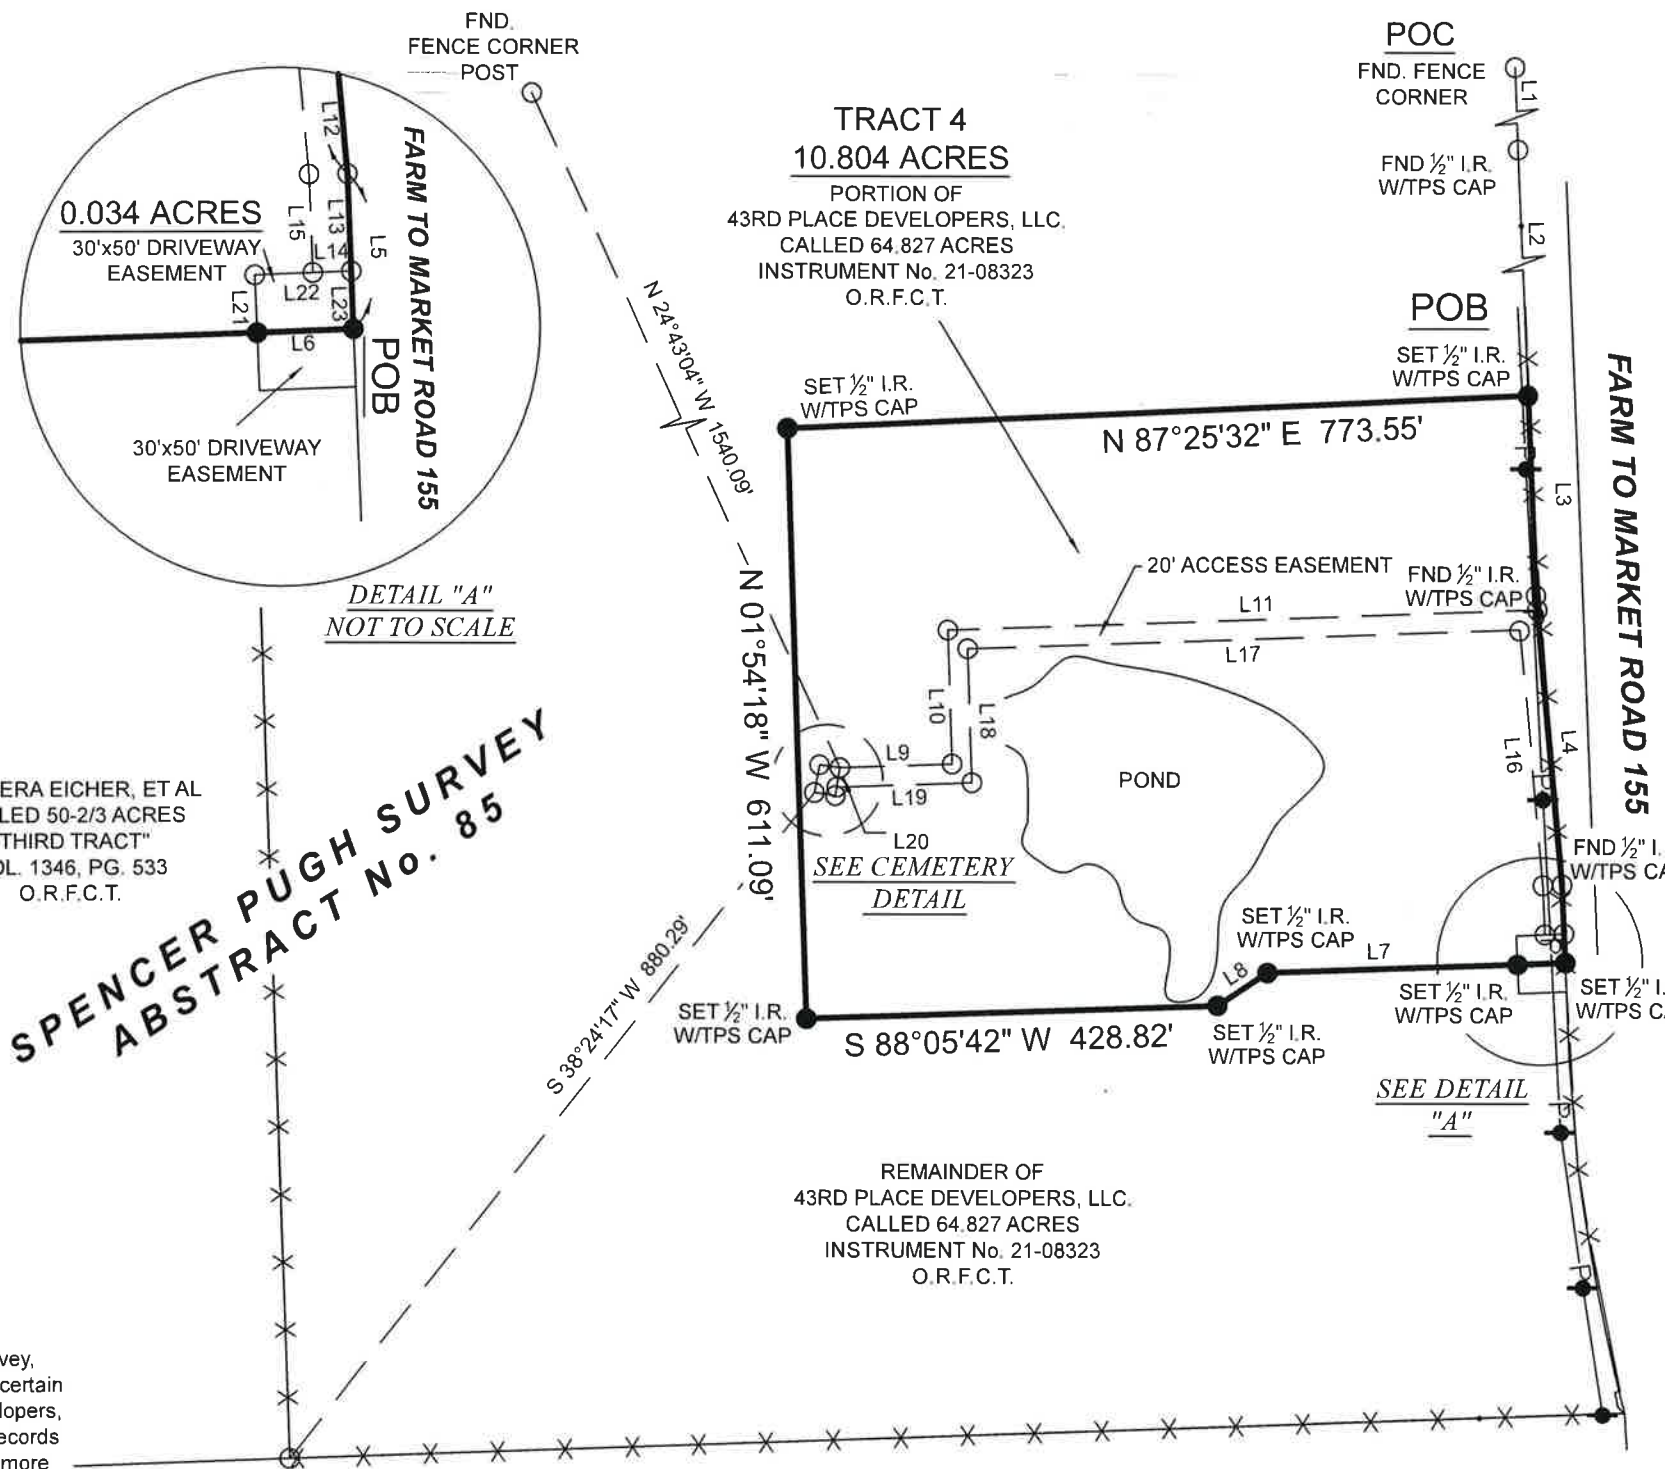 FND.
FENCE CORNER
POST
POC
FND. FENCE
CORNER
L1
FND ½" I.R.
W/TPS CAP
L2
POB
SET ½" I.R.
W/TPS CAP
TRACT 4
10.804 ACRES
PORTION OF
43RD PLACE DEVELOPERS, LLC.
CALLED 64.827 ACRES
INSTRUMENT No. 21-08323
O.R.F.C.T.
L12
FARM TO MARKET ROAD 155
0.034 ACRES
30'x50' DRIVEWAY
EASEMENT
L15
L13
L14
L5
L21
L22
L23
L6
POB
30'x50' DRIVEWAY
EASEMENT
DETAIL "A"
NOT TO SCALE
N 24°43'04" W 1540.09'
SET ½" I.R.
W/TPS CAP
N 87°25'32" E 773.55'
P
L3
FARM TO MARKET ROAD 155
20' ACCESS EASEMENT
FND ½" I.R.
W/TPS CAP
L11
L17
N 01°54'18" W 611.09'
L10
L18
L9
L19
L20
SEE CEMETERY
DETAIL
POND
L16
L4
P
FND ½" I.
W/TPS CA
ERA EICHER, ET AL
LED 50-2/3 ACRES
THIRD TRACT"
OL. 1346, PG. 533
O.R.F.C.T.
SPENCER PUGH SURVEY
ABSTRACT No. 85
S 38°24'17" W 880.29'
SET ½" I.R.
W/TPS CAP
L7
L8
SET ½" I.R.
W/TPS CAP
S 88°05'42" W 428.82'
SET ½" I.R.
W/TPS CAP
SET ½" I.R.
W/TPS CAP
SET ½" I.
W/TPS C
SEE DETAIL
"A"
P
REMAINDER OF
43RD PLACE DEVELOPERS, LLC.
CALLED 64.827 ACRES
INSTRUMENT No. 21-08323
O.R.F.C.T.
P
vey,
certain
lopers,
ecords
more